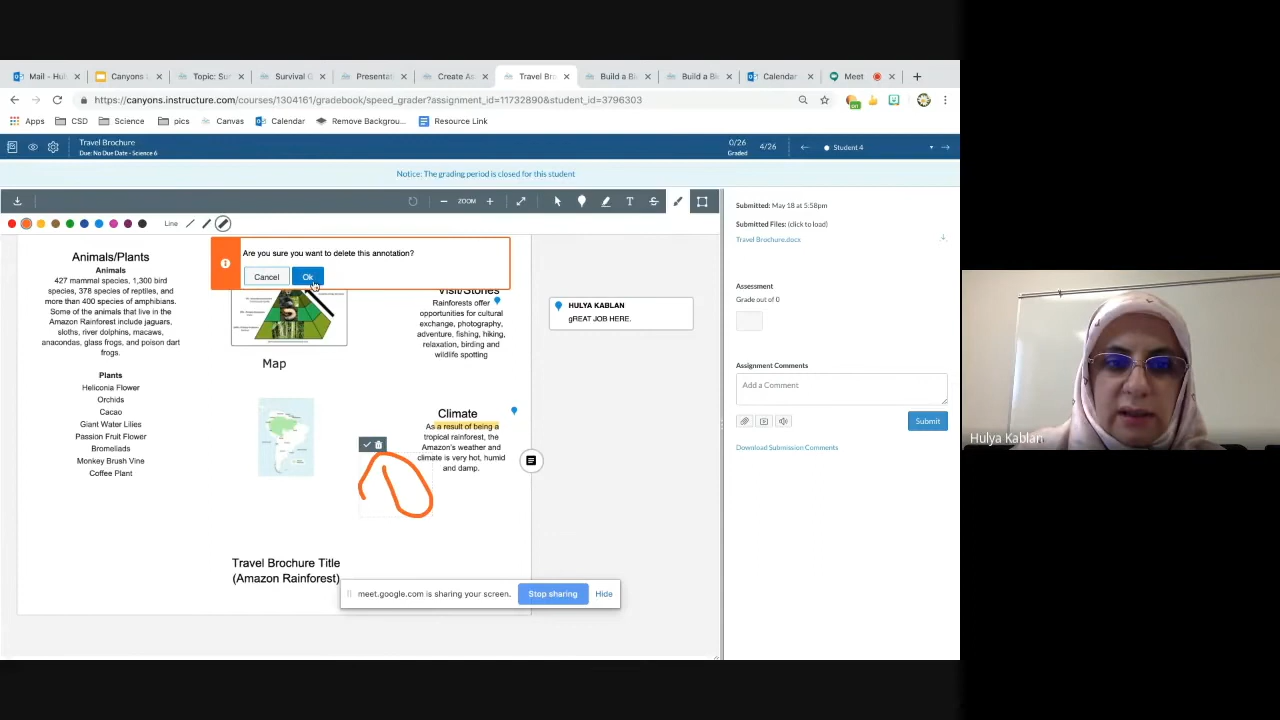 Mail - Hul
Canyons L
Topic: Sur
Survival G
Presentat
Create As
Travel Bro
Build a Bi
Build a Bi
Calendar
Meet
https://canyons.instructure.com/courses/1304161/gradebook/speed_grader?assignment_id=11732890&student_id=3796303
Apps
CSD
Science
pics
Canvas
Calendar
Remove Backgrou...
Resource Link
Travel Brochure
Due: No Due Date - Science 6
0/26
Graded
4/26
Student 4
Notice: The grading period is closed for this student
ZOOM
T
Line
Are you sure you want to delete this annotation?
Cancel
Ok
Animals/Plants
Animals
427 mammal species, 1,300 bird
species, 378 species of reptiles, and
more than 400 species of amphibians.
Some of the animals that live in the
Amazon Rainforest include jaguars,
sloths, river dolphins, macaws,
anacondas, glass frogs, and poison dart
frogs.
Plants
Heliconia Flower
Orchids
Cacao
Giant Water Lilies
Passion Fruit Flower
Bromeliads
Monkey Brush Vine
Coffee Plant
Map
Visit/Stories
Rainforests offer
opportunities for cultural
exchange, photography,
adventure, fishing, hiking,
relaxation, birding and
wildlife spotting
Climate
As a result of being a
tropical rainforest, the
Amazon's weather and
climate is very hot, humid
and damp.
Travel Brochure Title
(Amazon Rainforest)
HULYA KABLAN
gREAT JOB HERE.
meet.google.com is sharing your screen.
Stop sharing
Hide
Submitted: May 18 at 5:58pm
Submitted Files: (click to load)
Travel Brochure.docx
Assessment
Grade out of 0
Assignment Comments
Add a Comment
Submit
Download Submission Comments
Hulya Kablan